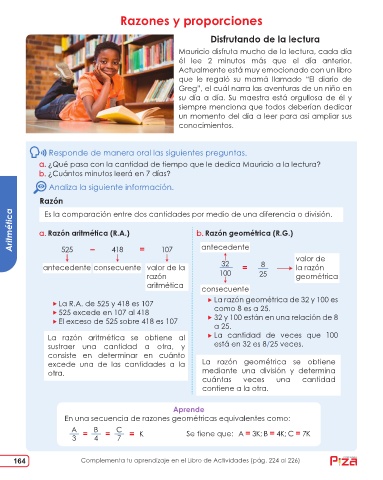 Razones y proporciones
Disfrutando de la lectura
Mauricio disfruta mucho de la lectura, cada día
él lee 2 minutos más que el día anterior.
Actualmente está muy emocionado con un libro
que le regaló su mamá llamado "El diario de
Greg", el cuál narra las aventuras de un niño en
su día a día. Su maestra está orgullosa de él y
siempre menciona que todos deberían dedicar
un momento del día a leer para así ampliar sus
conocimientos.
Responde de manera oral las siguientes preguntas.
a. ¿Qué pasa con la cantidad de tiempo que le dedica Mauricio a la lectura?
b. ¿Cuántos minutos leerá en 7 días?
Analiza la siguiente información.
Razón
Es la comparación entre dos cantidades por medio de una diferencia o división.
a. Razón aritmética (R.A.)
525 – 418 = 107
antecedente consecuente valor de la
razón
aritmética
La R.A. de 525 y 418 es 107
525 excede en 107 al 418
El exceso de 525 sobre 418 es 107
La razón aritmética se obtiene al
sustraer una cantidad a otra, y
consiste en determinar en cuánto
excede una de las cantidades a la
otra.
b. Razón geométrica (R.G.)
antecedente
32/100 = 8/25
valor de
la razón
geométrica
consecuente
La razón geométrica de 32 y 100 es
como 8 es a 25.
32 y 100 están en una relación de 8
a 25.
La cantidad de veces que 100
está en 32 es 8/25 veces.
La razón geométrica se obtiene
mediante una división y determina
cuántas veces una cantidad
contiene a la otra.
Aprende
En una secuencia de razones geométricas equivalentes como:
A/3 = B/4 = C/7 = K Se tiene que: A = 3K; B = 4K; C = 7K
Aritmética
164 Complementa tu aprendizaje en el Libro de Actividades (pág. 224 al 226)